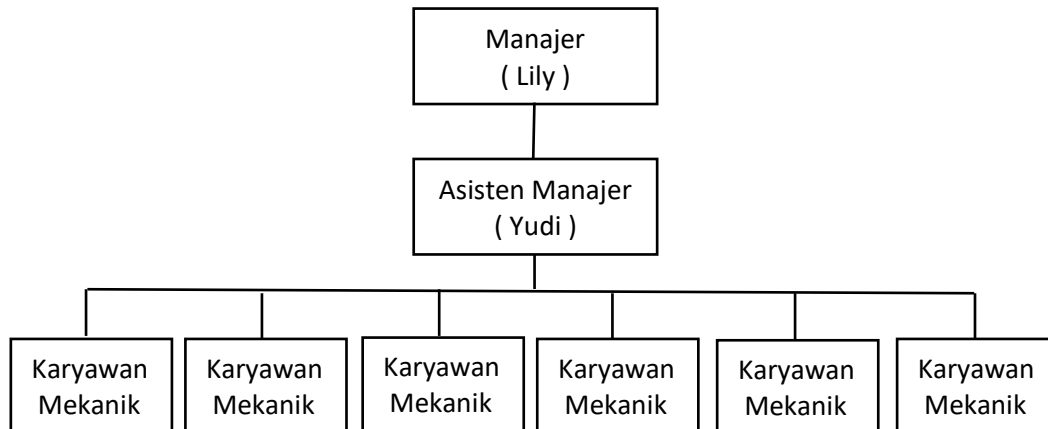 Manajer
( Lily )
Asisten Manajer
( Yudi )
Karyawan
Mekanik
Karyawan
Mekanik
Karyawan
Mekanik
Karyawan
Mekanik
Karyawan
Mekanik
Karyawan
Mekanik